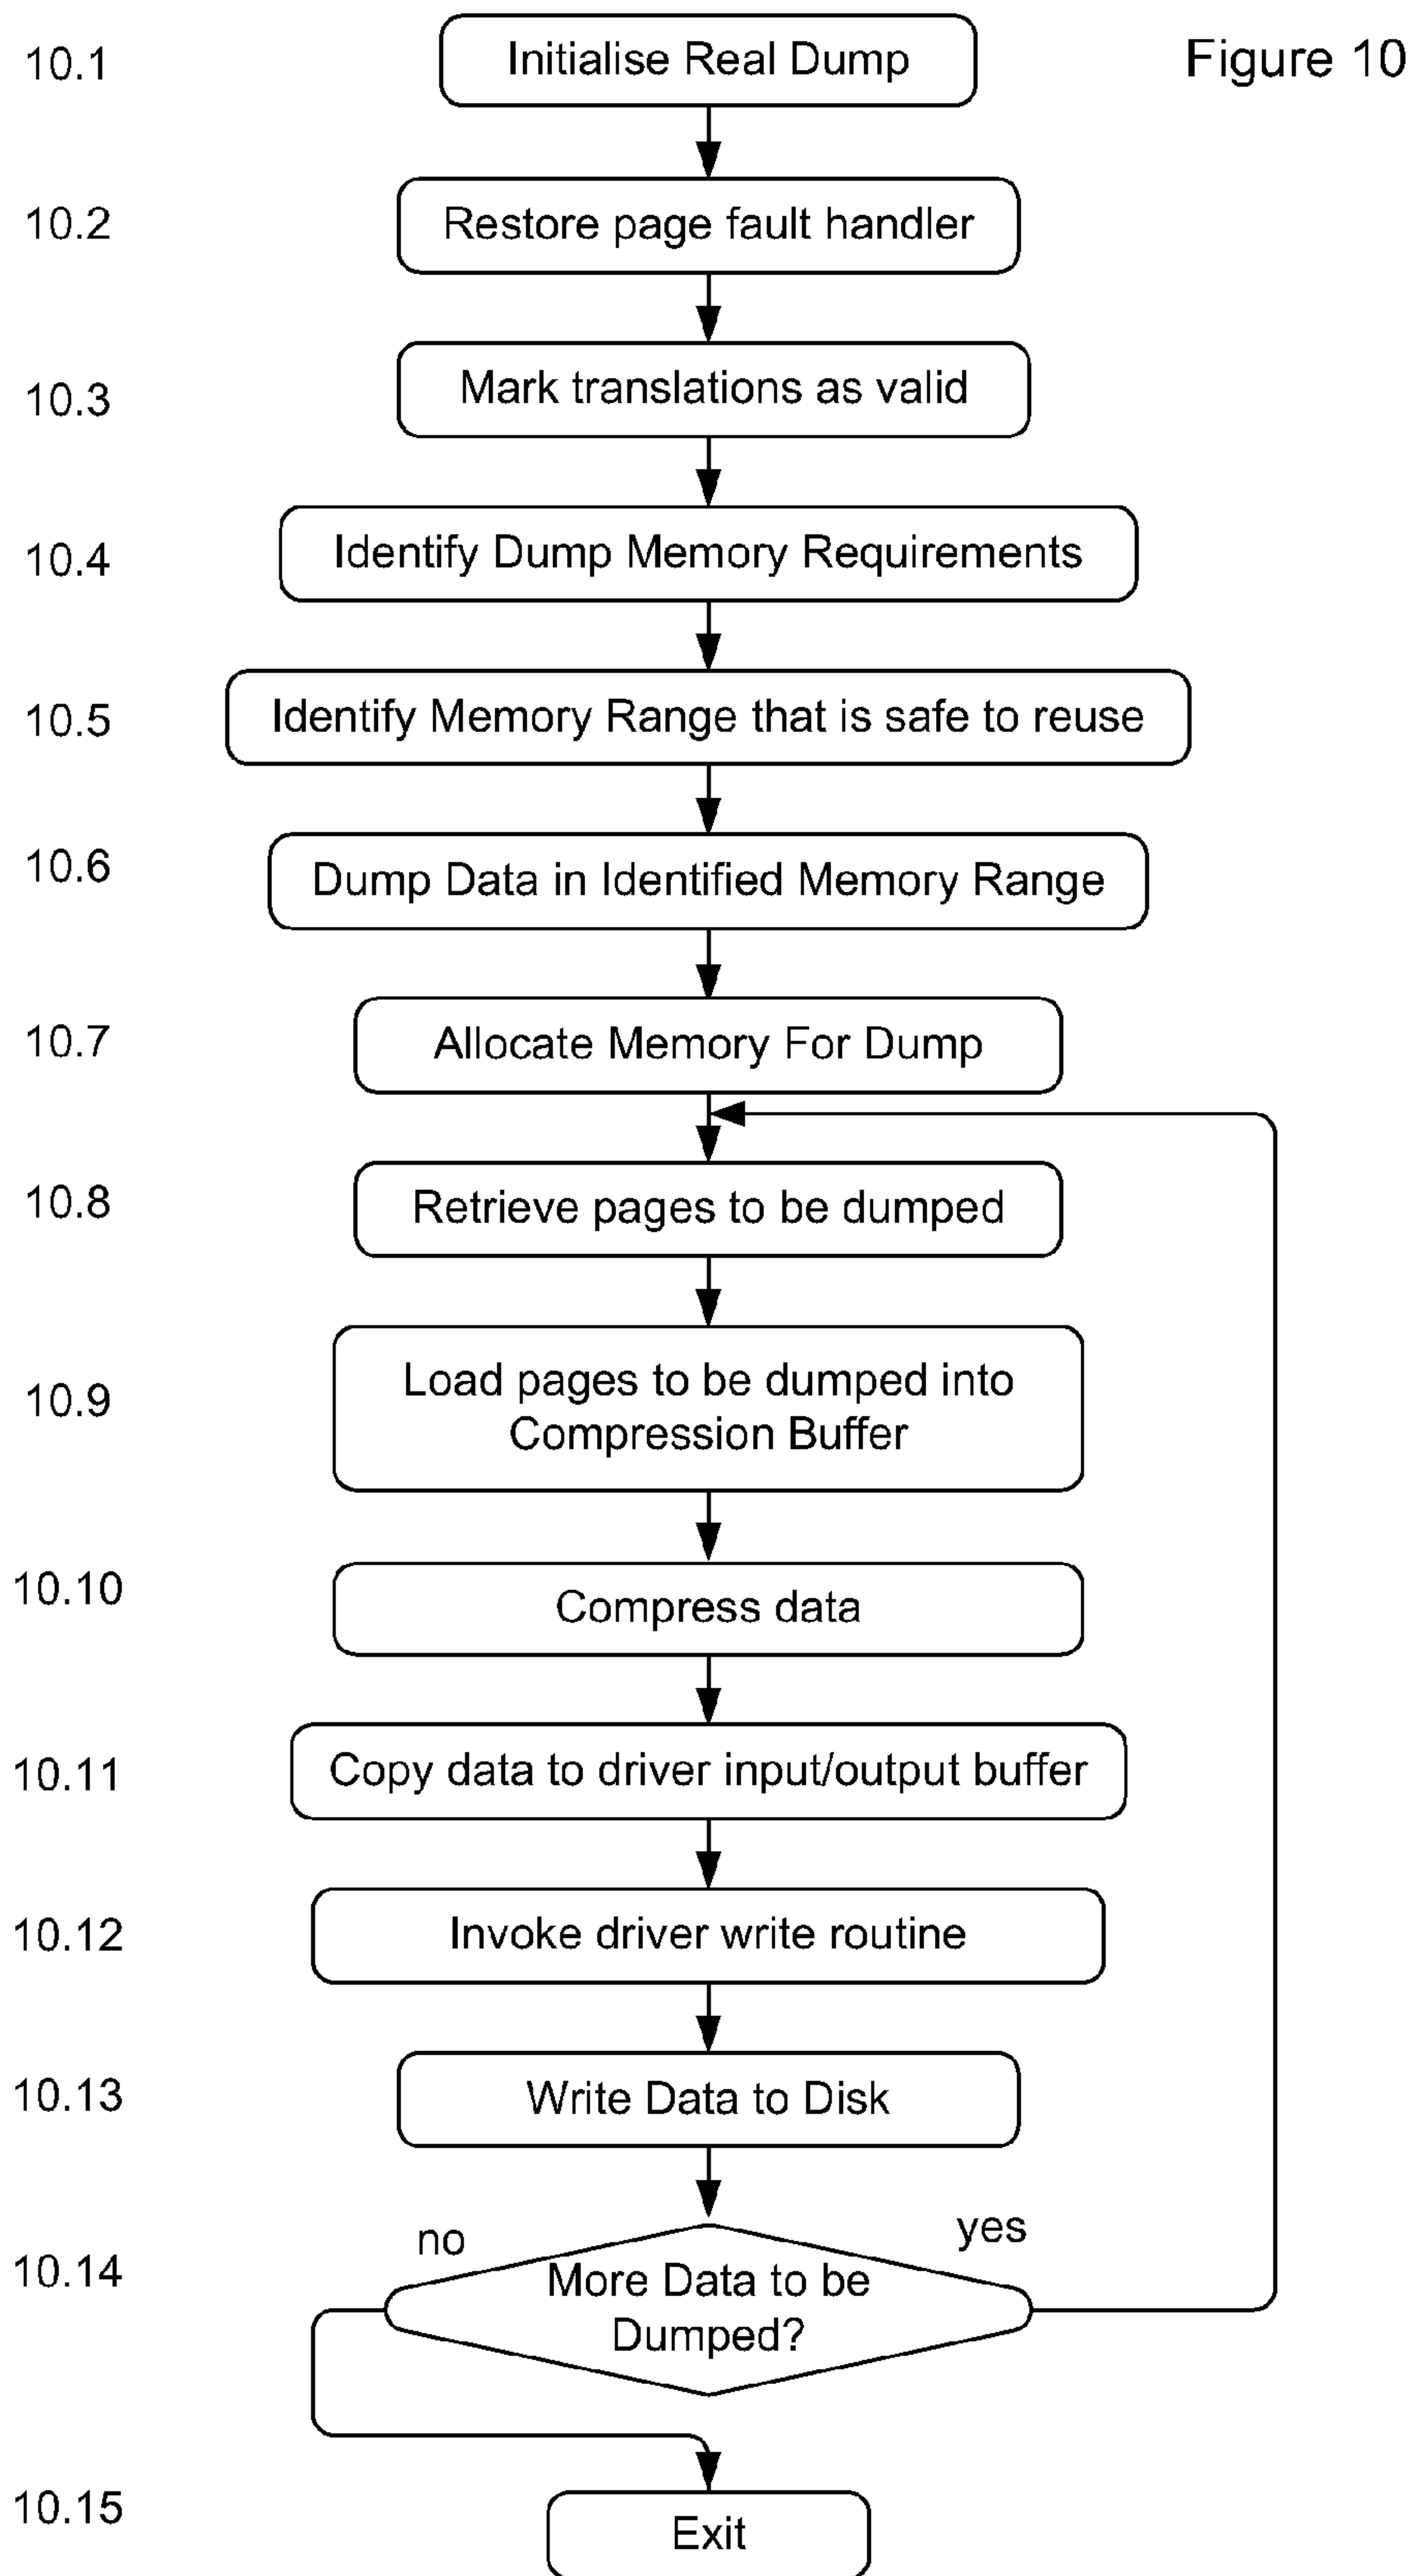 Figure 10
10.1
Initialise Real Dump
10.2
Restore page fault handler
10.3
Mark translations as valid
10.4
Identify Dump Memory Requirements
10.5
Identify Memory Range that is safe to reuse
10.6
Dump Data in Identified Memory Range
10.7
Allocate Memory For Dump
10.8
Retrieve pages to be dumped
10.9
Load pages to be dumped into
Compression Buffer
10.10
Compress data
10.11
Copy data to driver input/output buffer
10.12
Invoke driver write routine
10.13
Write Data to Disk
10.14
no
yes
More Data to be
Dumped?
10.15
Exit